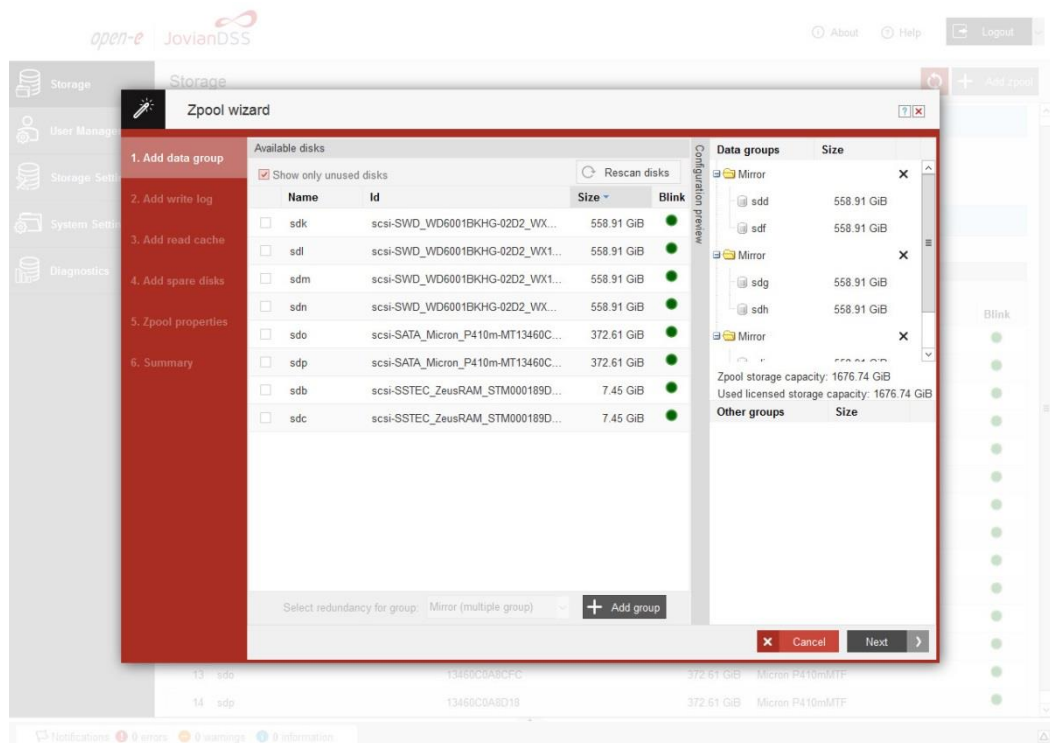 open-e JovianDSS
About
Help
Logout
Storage
Storage
Add zpool
Zpool wizard
User Manage
Storage Setti
System Settin
Diagnostics
1. Add data group
2. Add write log
3. Add read cache
4. Add spare disks
5. Zpool properties
6. Summary
Available disks
Show only unused disks
Rescan disks
Name Id Size Blink
sdk scsi-SWD_WD6001BKHG-02D2_WX... 558.91 GiB
sdl scsi-SWD_WD6001BKHG-02D2_WX1... 558.91 GiB
sdm scsi-SWD_WD6001BKHG-02D2_WX1... 558.91 GiB
sdn scsi-SWD_WD6001BKHG-02D2_WX... 558.91 GiB
sdo scsi-SATA_Micron_P410m-MT13460C... 372.61 GiB
sdp scsi-SATA_Micron_P410m-MT13460C... 372.61 GiB
sdb scsi-SSTEC_ZeusRAM_STM000189D... 7.45 GiB
sdc scsi-SSTEC_ZeusRAM_STM000189D... 7.45 GiB
Select redundancy for group: Mirror (multiple group)
Add group
Configuration preview
Data groups Size
Mirror
sdd 558.91 GiB
sdf 558.91 GiB
Mirror
sdg 558.91 GiB
sdh 558.91 GiB
Mirror
Zpool storage capacity: 1676.74 GiB
Used licensed storage capacity: 1676.74 GiB
Other groups Size
Cancel
Next
Blink
13 sdo 13460C0A8CFC 372.61 GiB Micron P410mMTF
14 sdp 13460C0A8D18 372.61 GiB Micron P410mMTF
Notifications 0 errors 0 warnings 0 information